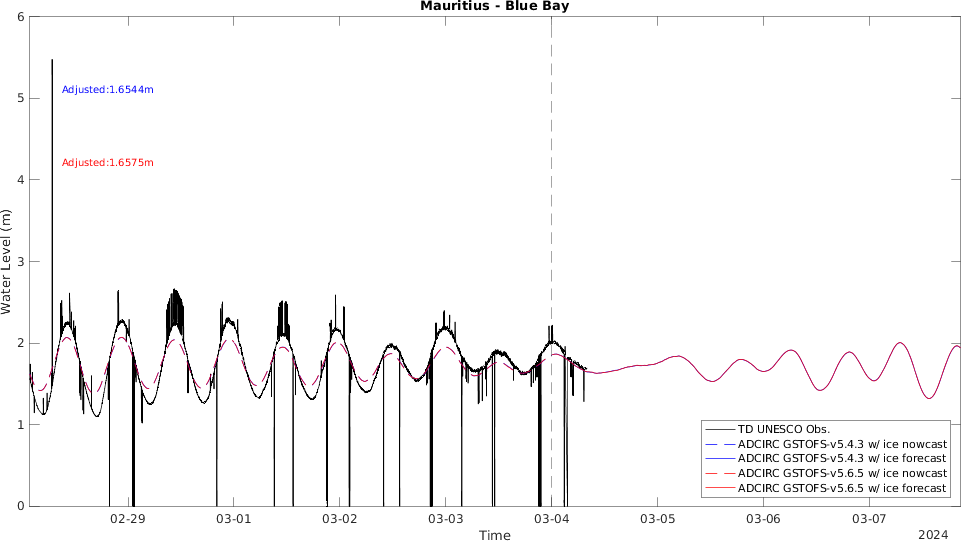 Mauritius - Blue Bay
Water Level (m)
6
5
4
3
2
1
0
Adjusted:1.6544m
Adjusted:1.6575m
TD UNESCO Obs.
ADCIRC GSTOFS-v5.4.3 w/ ice nowcast
ADCIRC GSTOFS-v5.4.3 w/ ice forecast
ADCIRC GSTOFS-v5.6.5 w/ ice nowcast
ADCIRC GSTOFS-v5.6.5 w/ ice forecast
02-29 03-01 03-02 03-03 03-04 03-05 03-06 03-07
Time
2024